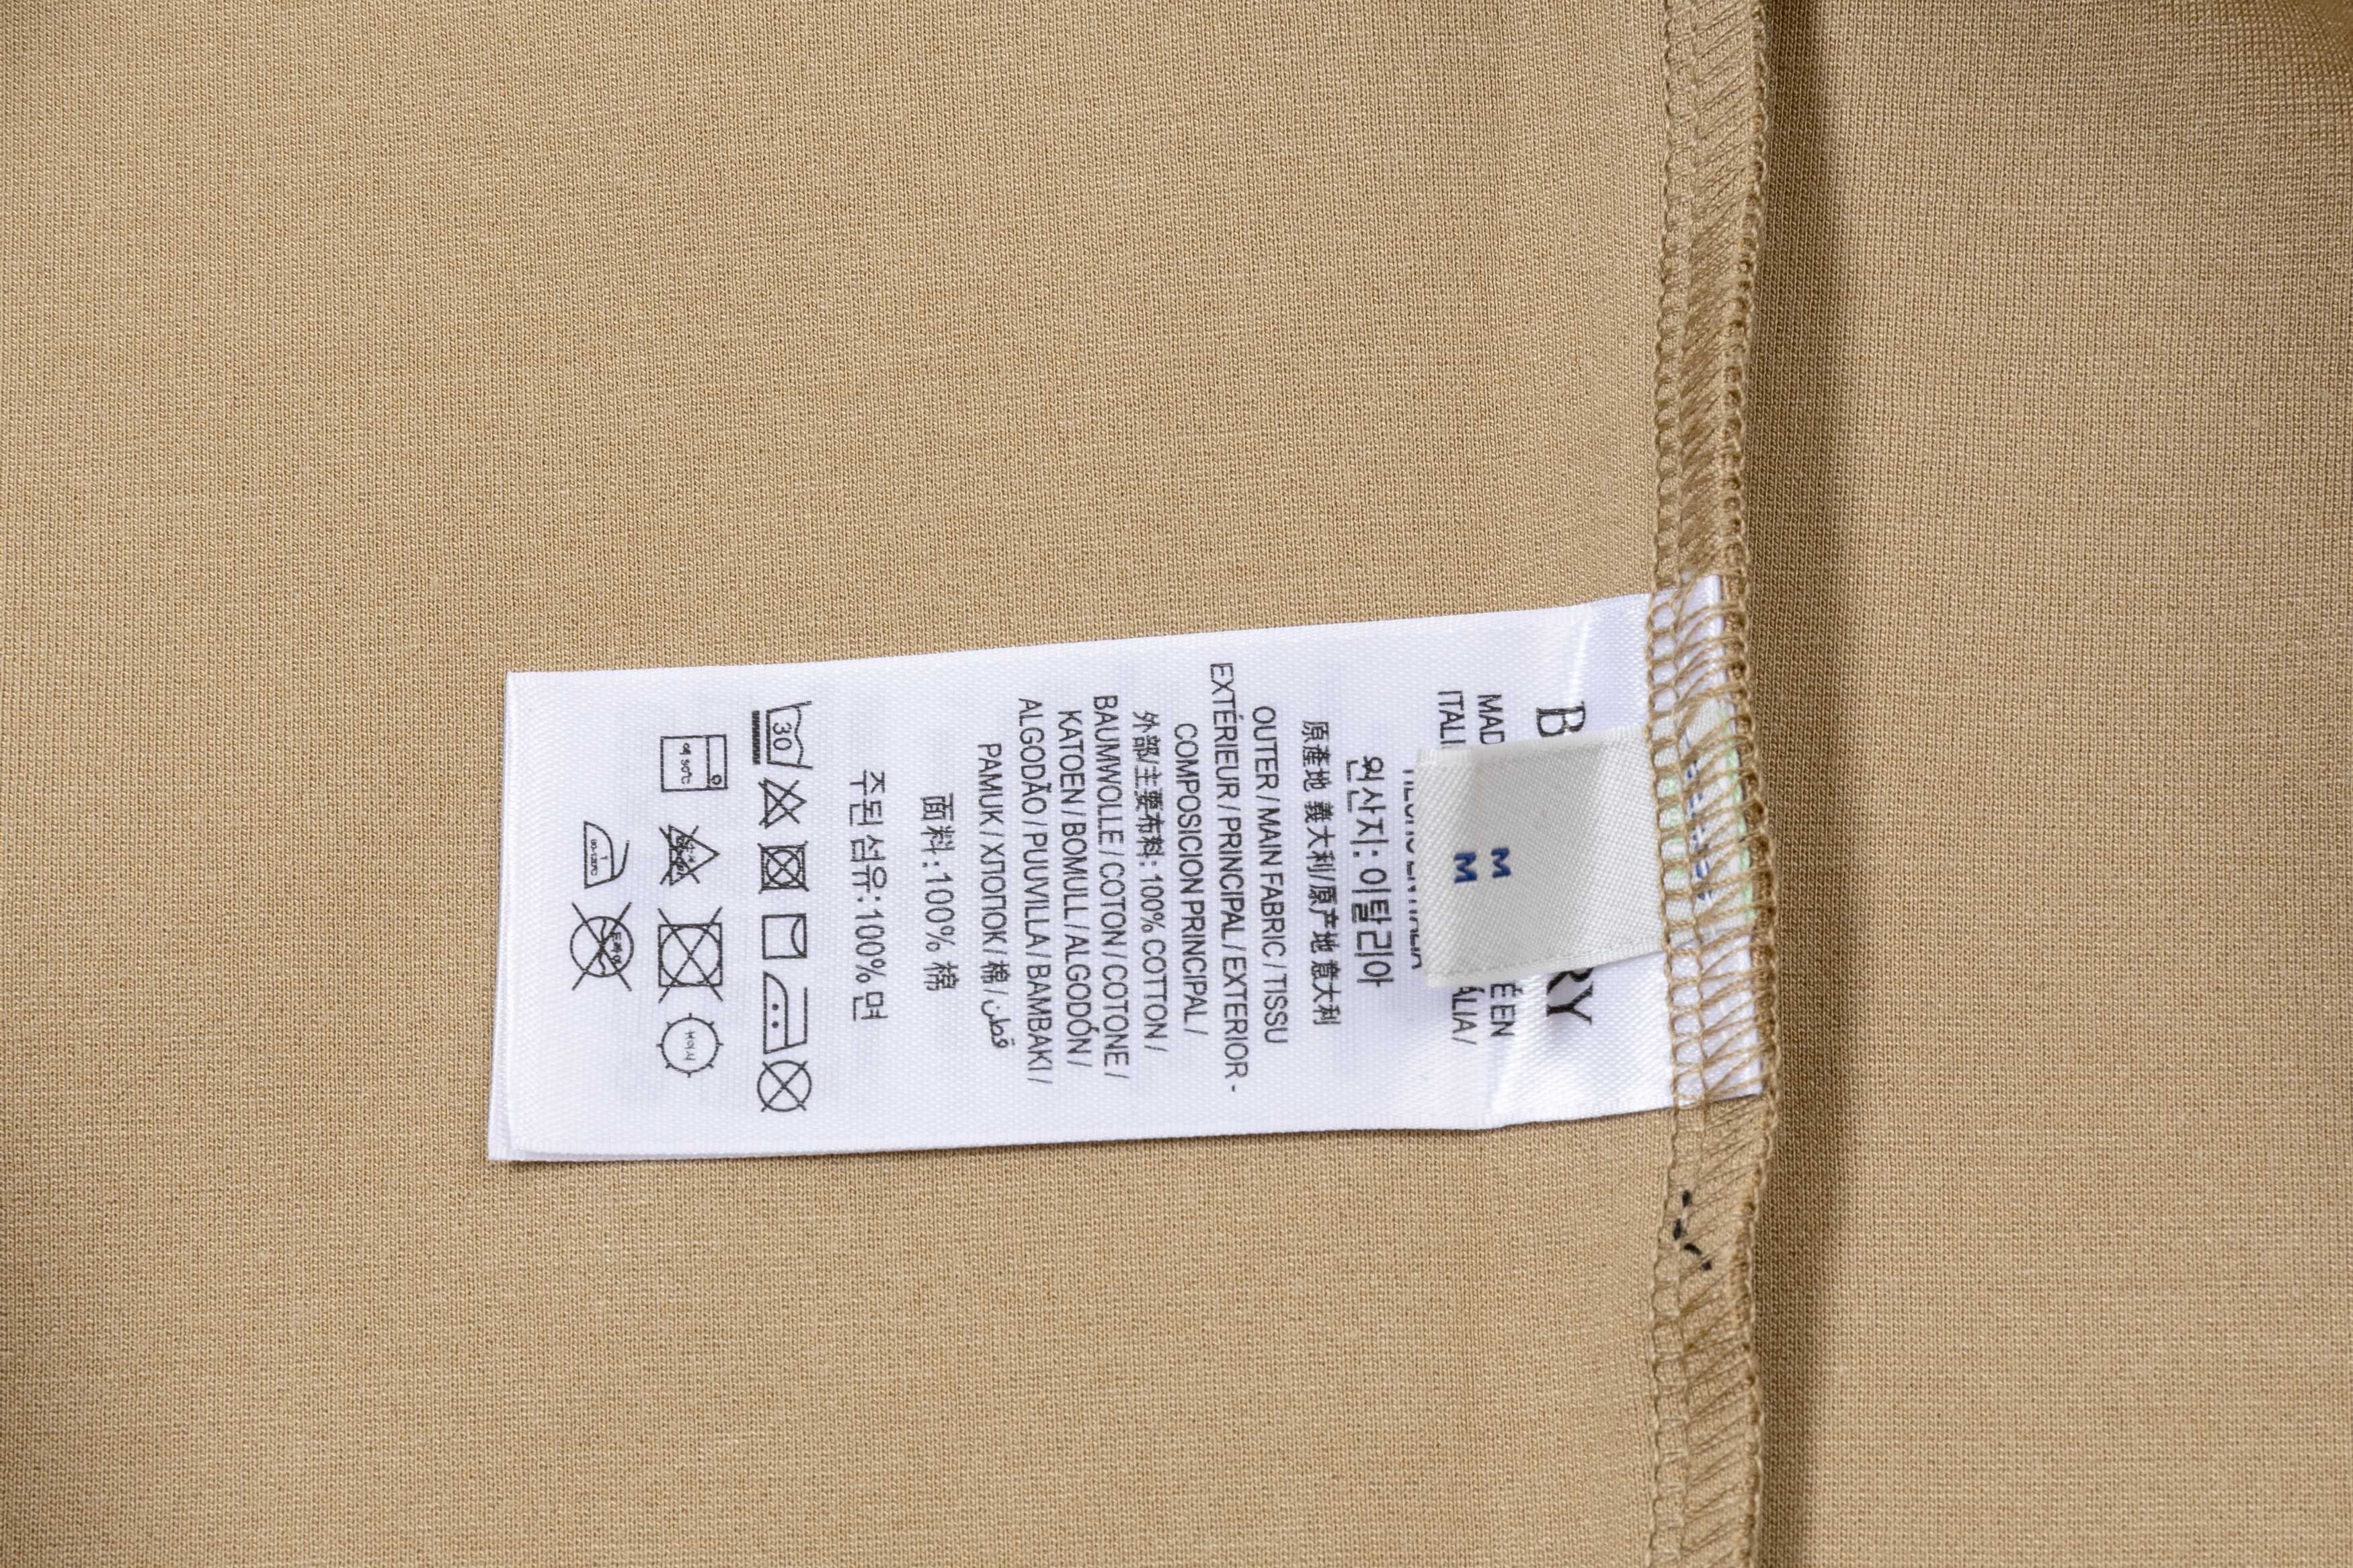 B RY
MAD É EN
ITALI ÁLIA /
M
M
원산지: 이탈리아
原產地 義大利/原产地 意大利
OUTER / MAIN FABRIC / TISSU
EXTÉRIEUR / PRINCIPAL / EXTERIOR -
COMPOSICION PRINCIPAL /
外部/主要布料: 100% COTTON /
BAUMWOLLE / COTON / COTONE /
KATOEN / BOMULL / ALGODÓN /
ALGODÃO / PUUVILLA / BAMBAKI /
PAMUK / ХПОПОК / 棉 / قطن
面料:100% 棉
주된섬유:100%면
30